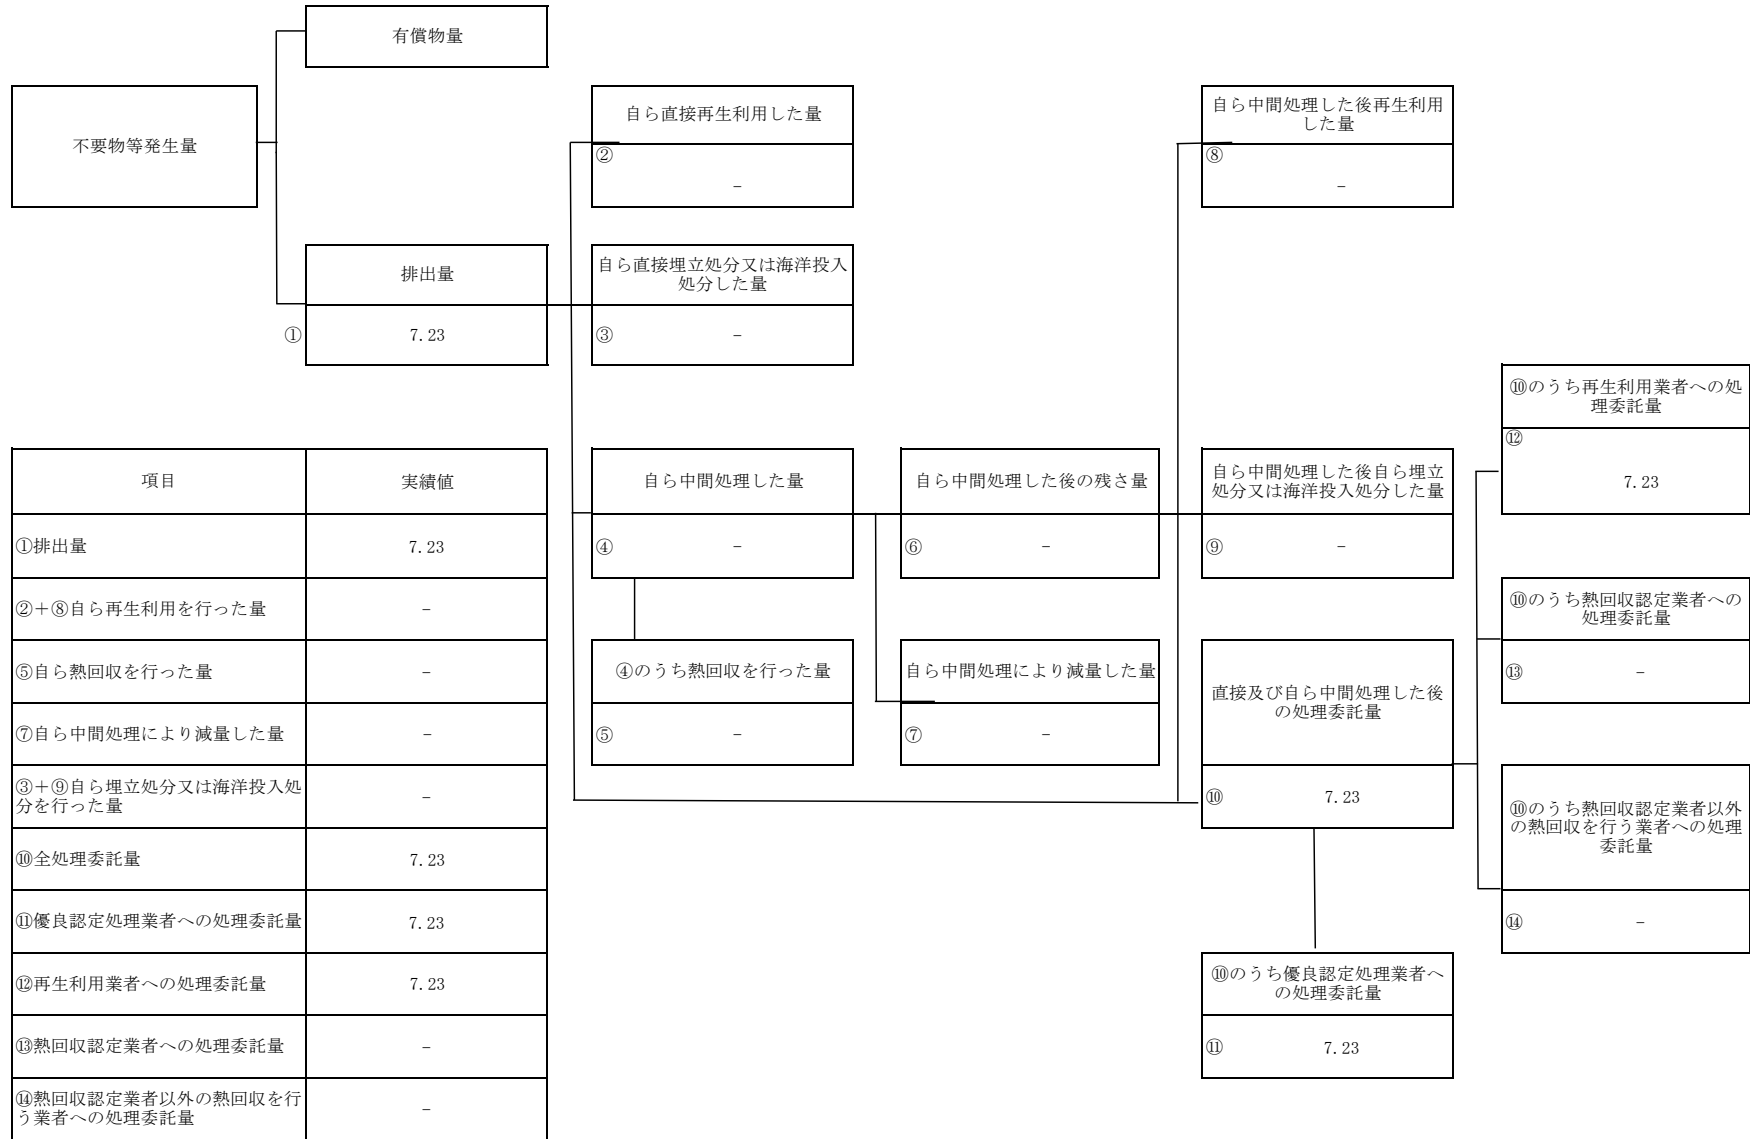 有償物量
不要物等発生量
自ら直接再生利用した量
②
－
自ら中間処理した後再生利用
した量
⑧
－
排出量
①
7.23
自ら直接埋立処分又は海洋投入
処分した量
③
－
⑩のうち再生利用業者への処
理委託量
⑫
7.23
自ら中間処理した量
④
－
自ら中間処理した後の残さ量
⑥
－
自ら中間処理した後自ら埋立
処分又は海洋投入処分した量
⑨
－
⑩のうち熱回収認定業者への
処理委託量
⑬
－
④のうち熱回収を行った量
⑤
－
自ら中間処理により減量した量
⑦
－
直接及び自ら中間処理した後
の処理委託量
⑩
7.23
⑩のうち熱回収認定業者以外
の熱回収を行う業者への処理
委託量
⑭
－
⑩のうち優良認定処理業者へ
の処理委託量
⑪
7.23
項目 実績値
①排出量 7.23
②＋⑧自ら再生利用を行った量 －
⑤自ら熱回収を行った量 －
⑦自ら中間処理により減量した量 －
③＋⑨自ら埋立処分又は海洋投入処
分を行った量 －
⑩全処理委託量 7.23
⑪優良認定処理業者への処理委託量 7.23
⑫再生利用業者への処理委託量 7.23
⑬熱回収認定業者への処理委託量 －
⑭熱回収認定業者以外の熱回収を行
う業者への処理委託量 －